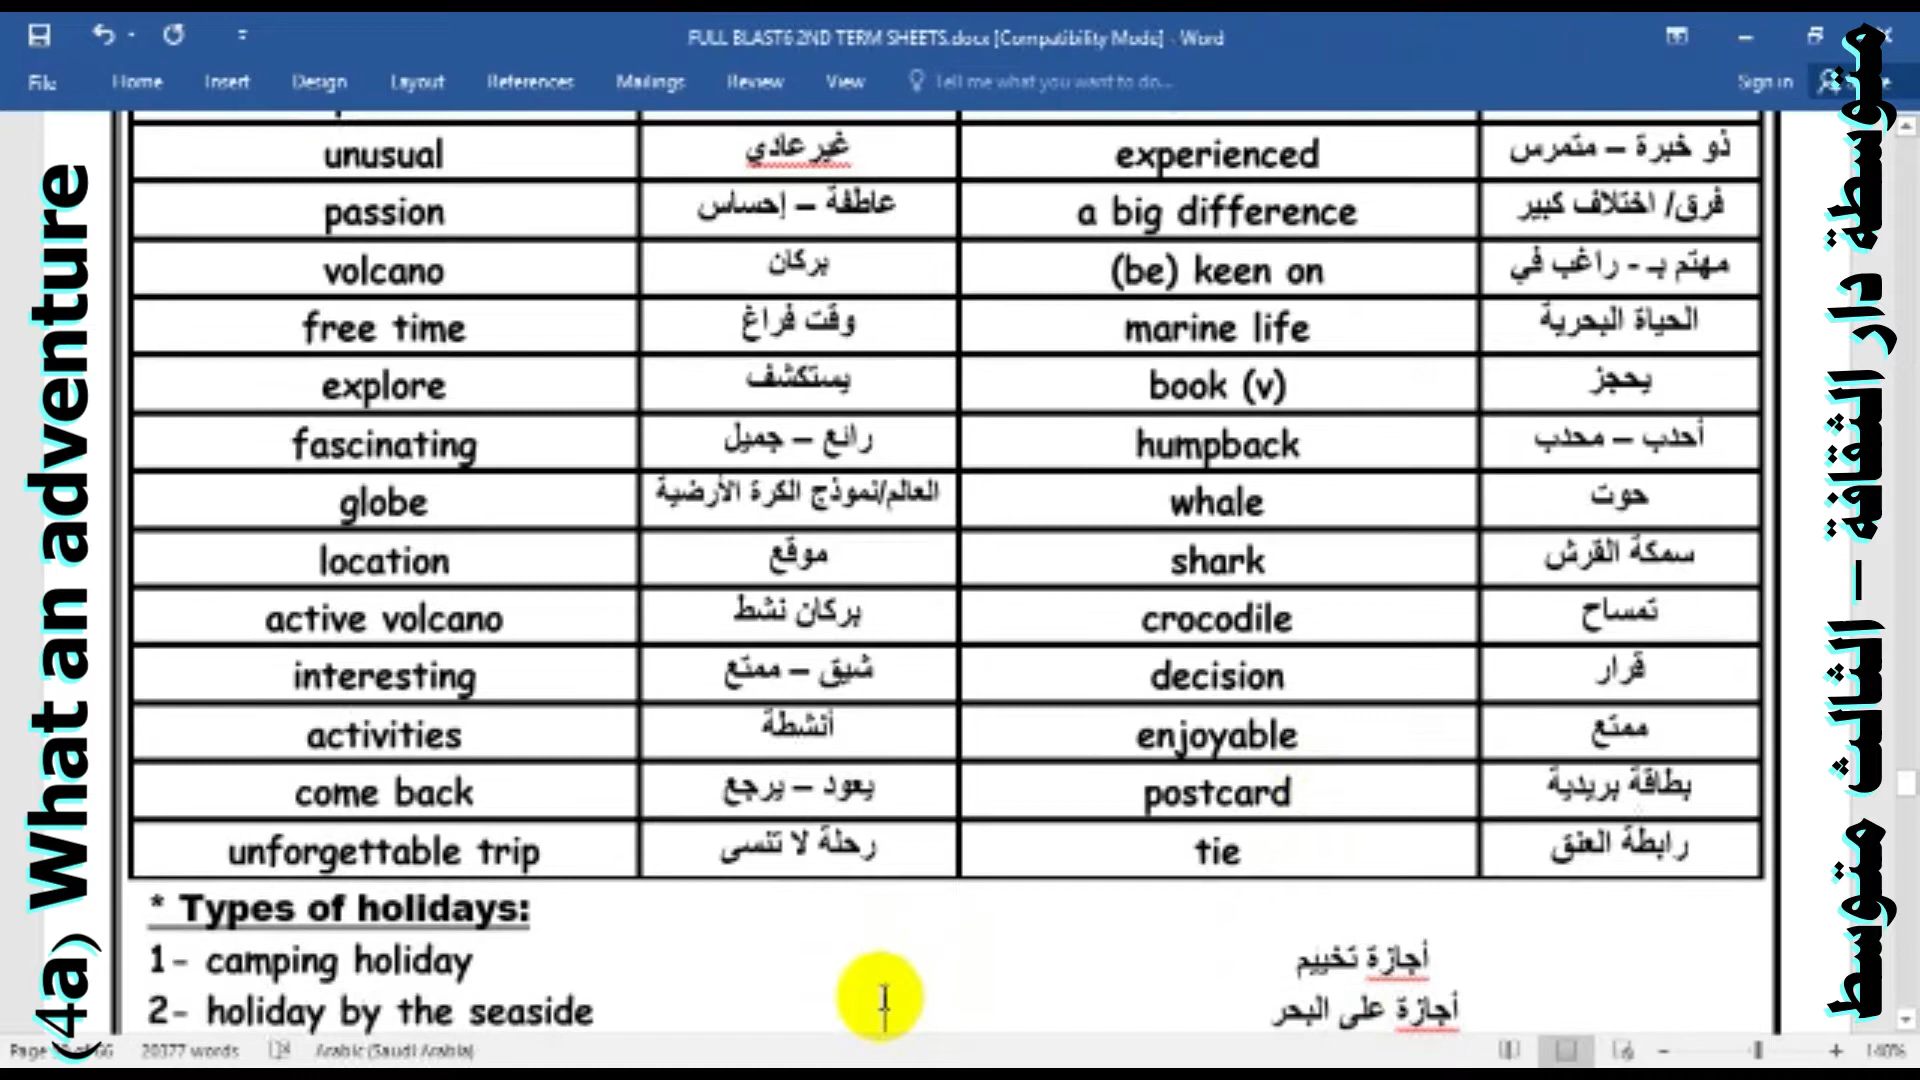 FULL BLAST6 2ND TERM SHEETS.docx [Compatibility Mode] - Word
File Home Insert Design Layout References Mailings Review View Tell me what you want to do... Sign in
(4a) What an adventure
unusual غير عادي experienced ذو خبرة – متمرس
passion عاطفة – إحساس a big difference فرق/ اختلاف كبير
volcano بركان (be) keen on مهتم بـ - راغب في
free time وقت فراغ marine life الحياة البحرية
explore يستكشف book (v) يحجز
fascinating رائع – جميل humpback أحدب – محدب
globe العالم/نموذج الكرة الأرضية whale حوت
location موقع shark سمكة القرش
active volcano بركان نشط crocodile تمساح
interesting شيق – ممتع decision قرار
activities أنشطة enjoyable ممتع
come back يعود – يرجع postcard بطاقة بريدية
unforgettable trip رحلة لا تنسى tie رابطة العنق
* Types of holidays:
1- camping holiday أجازة تخييم
2- holiday by the seaside أجازة على البحر
متوسطة دار الثقافة – الثالث متوسط
Page of 66 20377 words Arabic (Saudi Arabia) 140%